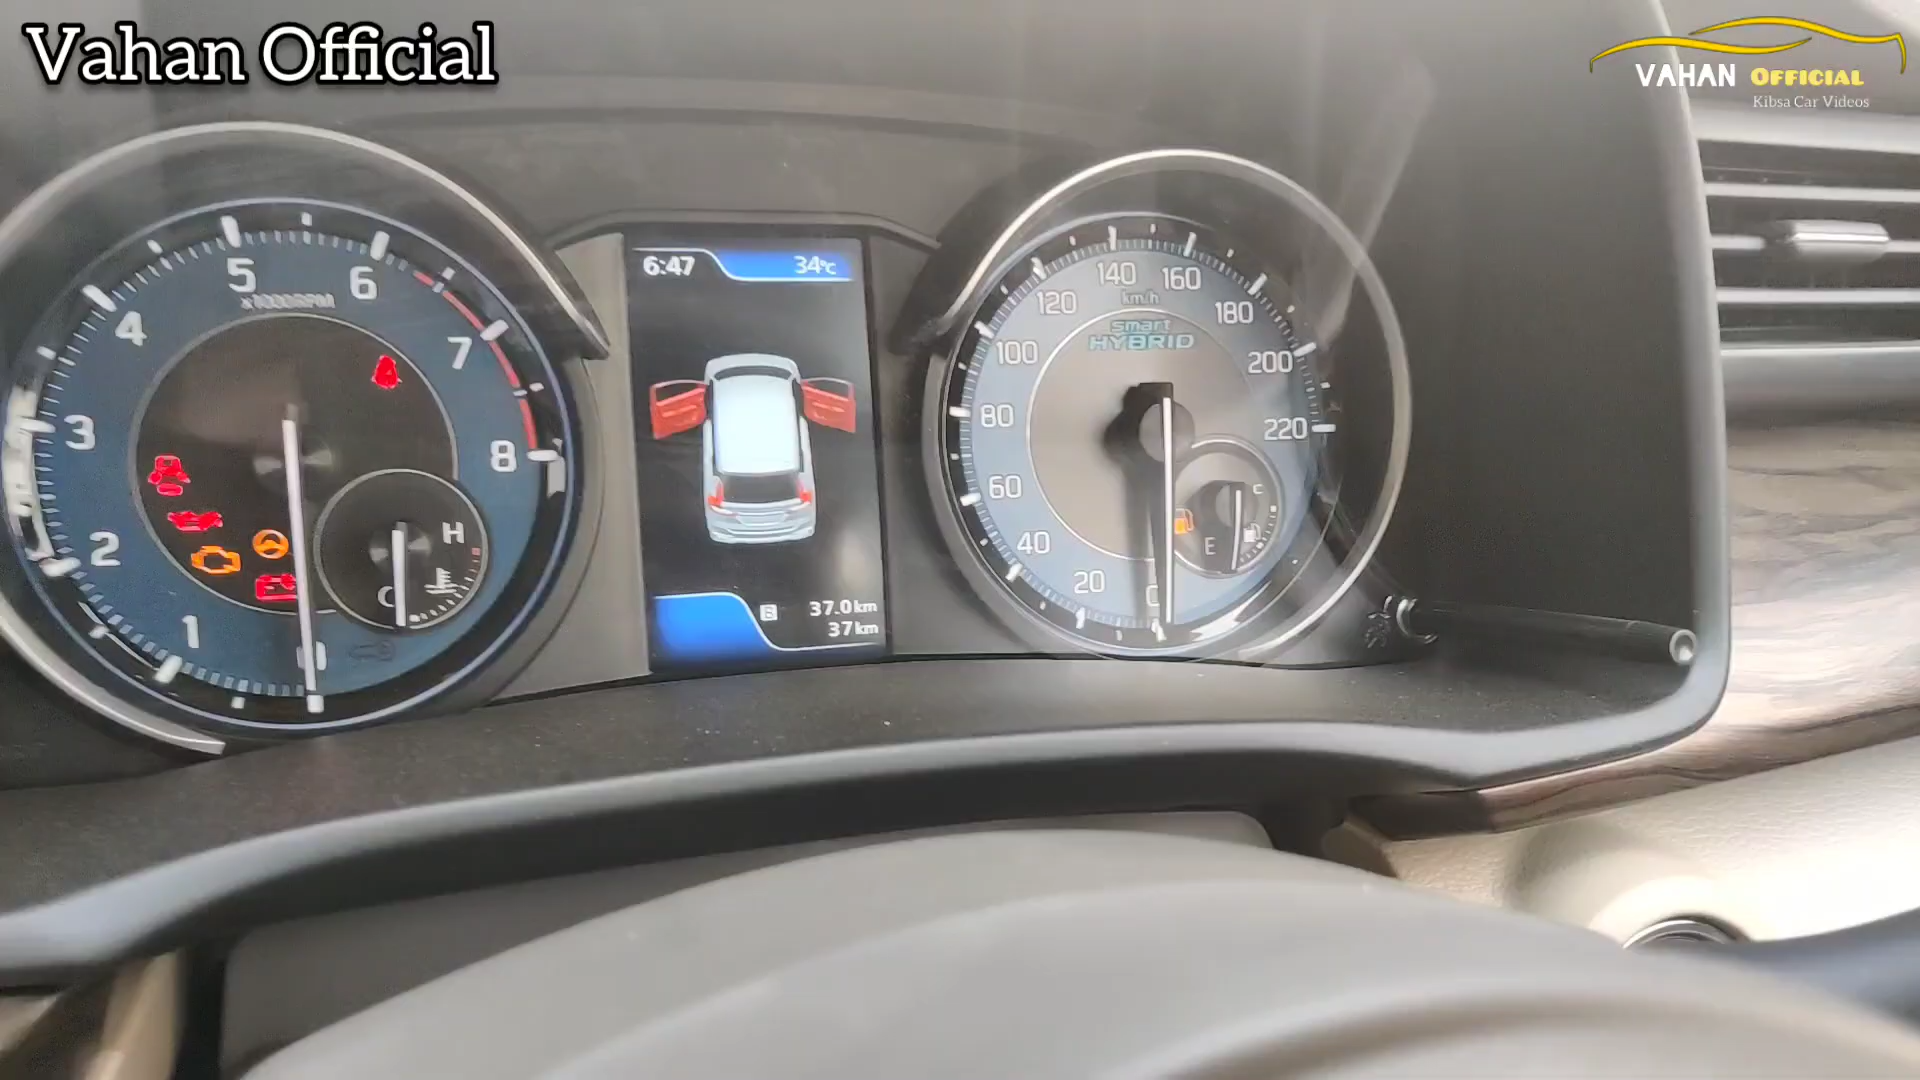 Vahan Official
VAHAN OFFICIAL
Kibsa Car Videos
6:47 34°C
5
x1000RPM
6
4
7
3
8
2
1
0
H
C
B 37.0km
37km
140
160
km/h
120
180
smart
HYBRID
100
200
80
220
60
40
E
20